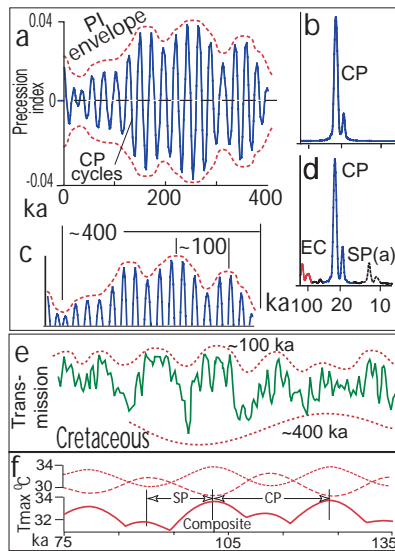 a
0.04
PI
envelope
Precession
index
0
CP
cycles
-0.04
0
200
400
ka
b
CP
d
CP
EC
SP(a)
100
20
10
ka
c
~400
~100
e
~100 ka
Trans-
mission
Cretaceous
~400 ka
f
34
30
34
32
Tmax ºC
SP
CP
Composite
ka 75
105
135